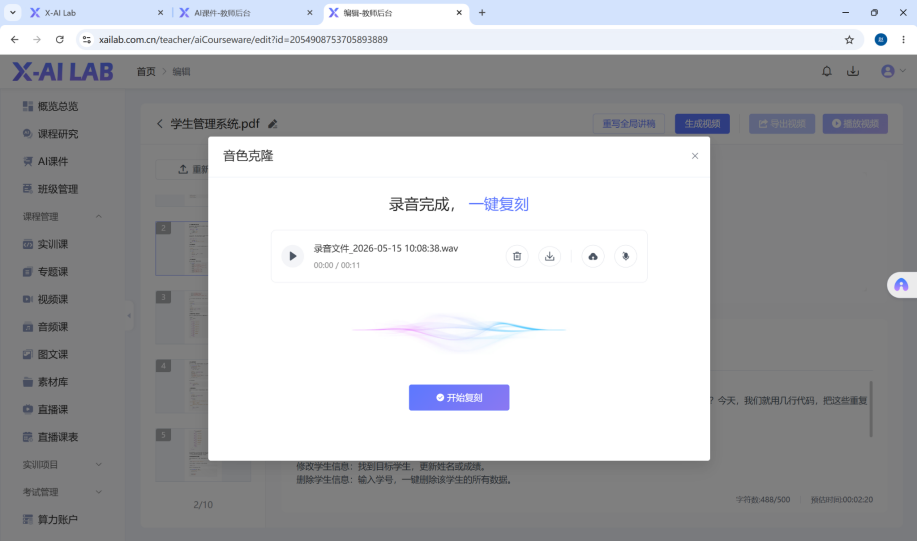 X-AI Lab
AI课件-教师后台
编辑-教师后台
xailab.com.cn/teacher/aiCourseware/edit?id=2054908753705893889
X-AI LAB
首页 > 编辑
概览总览
课程研究
AI课件
班级管理
课程管理
实训课
专题课
视频课
音频课
图文课
素材库
直播课
直播课表
实训项目
考试管理
算力账户
学生管理系统.pdf
重写全局讲稿
生成视频
导出视频
播放视频
重新
2
3
4
5
2/10
音色克隆
录音完成， 一键复刻
录音文件_2026-05-15 10:08:38.wav
00:00 / 00:11
开始复刻
？今天，我们就用几行代码，把这些重复
修改学生信息：找到目标学生，更新姓名或成绩。
删除学生信息：输入学号，一键删除该学生的所有数据。
字符数:488/500
预估时间:00:02:20